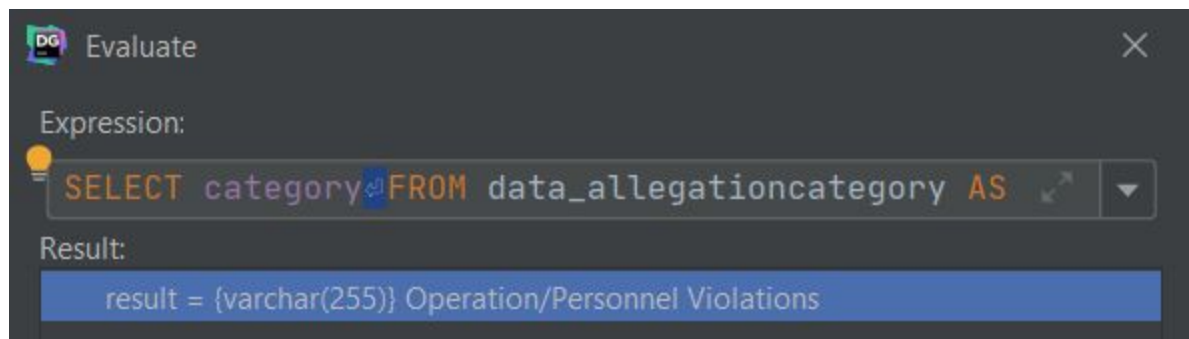 DG Evaluate
Expression:
SELECT category⏎FROM data_allegationcategory AS
Result:
result = {varchar(255)} Operation/Personnel Violations